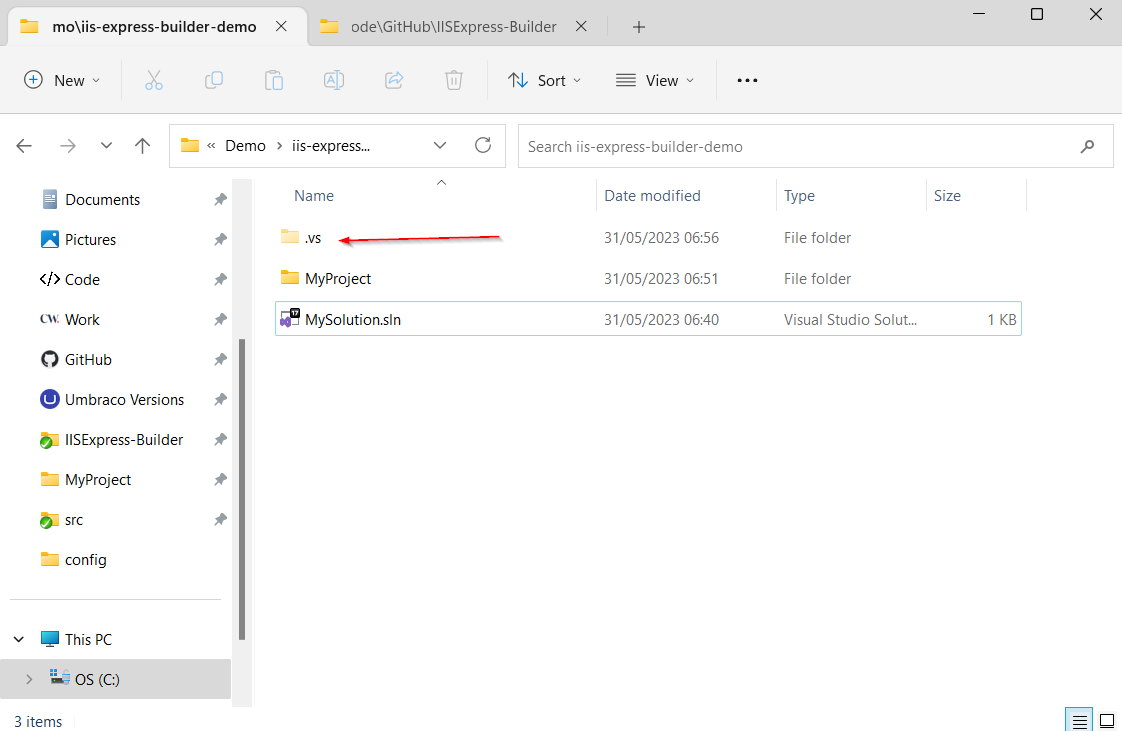 mo\iis-express-builder-demo
ode\GitHub\IISExpress-Builder
New
Sort
View
« Demo > iis-express...
Search iis-express-builder-demo
Documents
Pictures
Code
CW. Work
GitHub
Umbraco Versions
IISExpress-Builder
MyProject
src
config
This PC
OS (C:)
Name Date modified Type Size
.vs 31/05/2023 06:56 File folder
MyProject 31/05/2023 06:51 File folder
MySolution.sln 31/05/2023 06:40 Visual Studio Solut... 1 KB
3 items